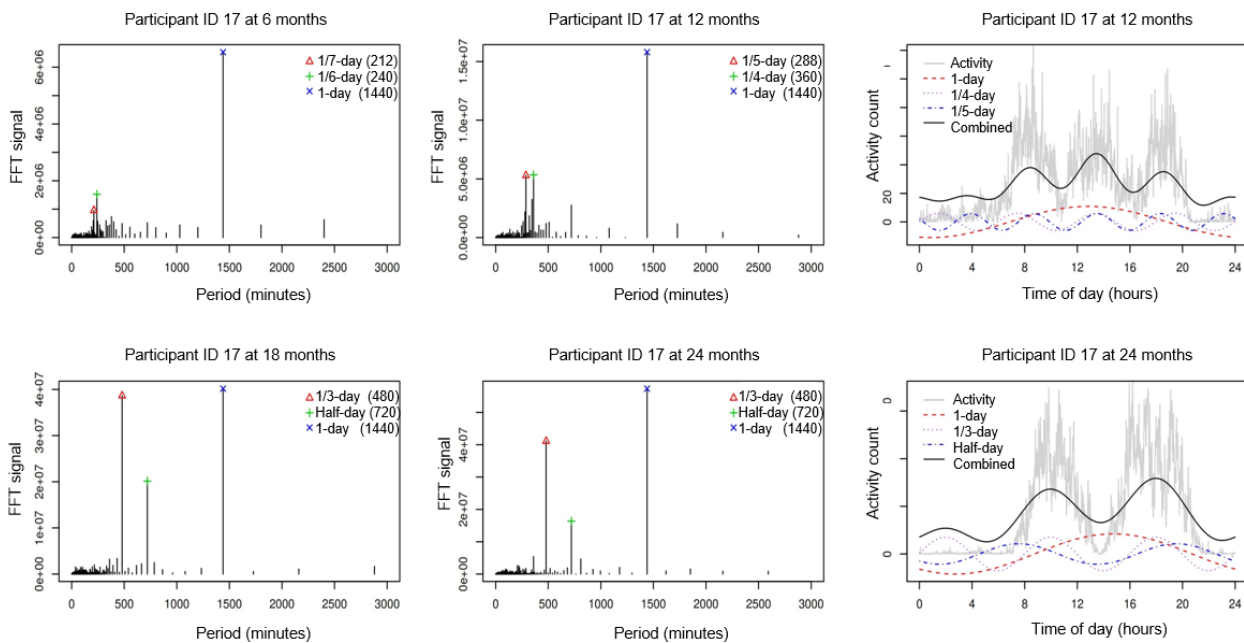 Participant ID 17 at 6 months
FFT signal
0e+00 2e+06 4e+06 6e+06
1/7-day (212)
1/6-day (240)
1-day (1440)
0 500 1000 1500 2000 2500 3000
Period (minutes)
Participant ID 17 at 12 months
FFT signal
0.0e+00 5.0e+06 1.0e+07 1.5e+07
1/5-day (288)
1/4-day (360)
1-day (1440)
0 500 1000 1500 2000 2500 3000
Period (minutes)
Participant ID 17 at 12 months
Activity count
0 20
Activity
1-day
1/4-day
1/5-day
Combined
0 4 8 12 16 20 24
Time of day (hours)
Participant ID 17 at 18 months
FFT signal
0e+00 1e+07 2e+07 3e+07 4e+07
1/3-day (480)
Half-day (720)
1-day (1440)
0 500 1000 1500 2000 2500 3000
Period (minutes)
Participant ID 17 at 24 months
FFT signal
0e+00 2e+07 4e+07
1/3-day (480)
Half-day (720)
1-day (1440)
0 500 1000 1500 2000 2500 3000
Period (minutes)
Participant ID 17 at 24 months
Activity count
0 0
Activity
1-day
1/3-day
Half-day
Combined
0 4 8 12 16 20 24
Time of day (hours)